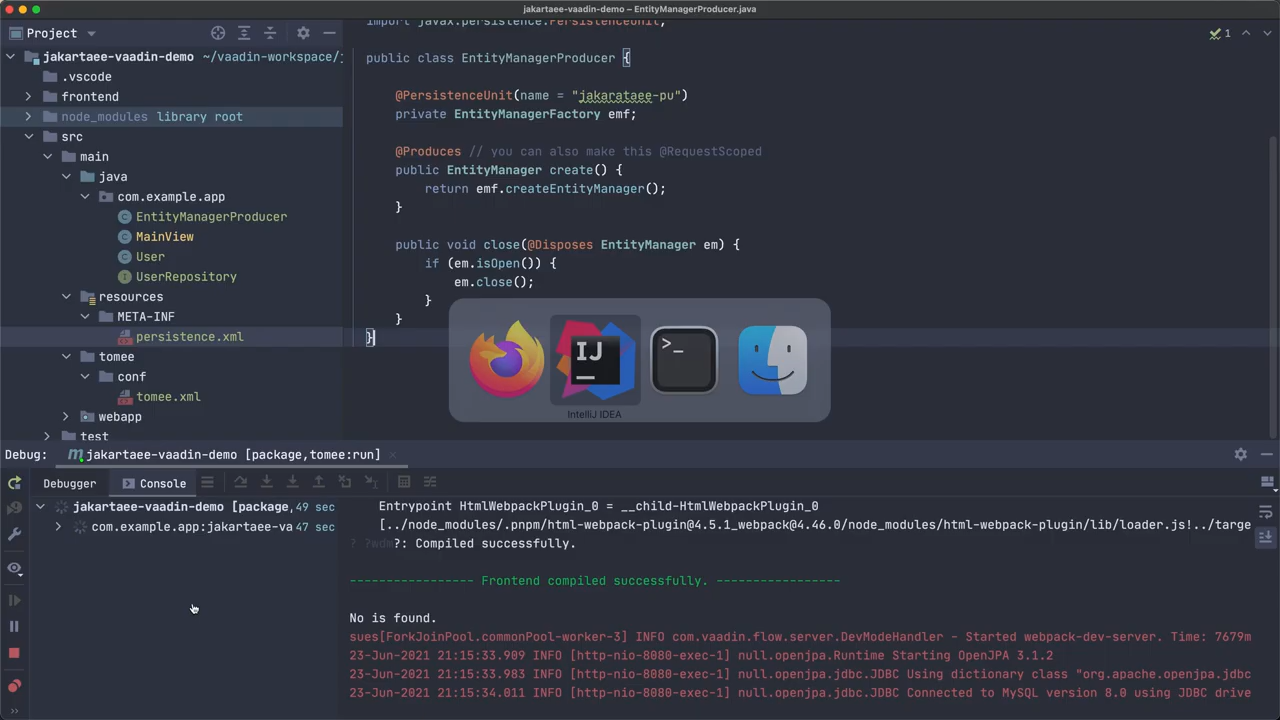 jakartaee-vaadin-demo – EntityManagerProducer.java
Project
jakartaee-vaadin-demo ~/vaadin-workspace/j
.vscode
frontend
node_modules library root
src
main
java
com.example.app
EntityManagerProducer
MainView
User
UserRepository
resources
META-INF
persistence.xml
tomee
conf
tomee.xml
webapp
test
import javax.persistence.PersistenceUnit;
1
public class EntityManagerProducer {
@PersistenceUnit(name = "jakarataee-pu")
private EntityManagerFactory emf;
@Produces // you can also make this @RequestScoped
public EntityManager create() {
return emf.createEntityManager();
}
public void close(@Disposes EntityManager em) {
if (em.isOpen()) {
em.close();
}
}
}
IJ
>_
IntelliJ IDEA
Debug: jakartaee-vaadin-demo [package,tomee:run]
Debugger Console
jakartaee-vaadin-demo [package, 49 sec
com.example.app:jakartee-va 47 sec
Entrypoint HtmlWebpackPlugin_0 = __child-HtmlWebpackPlugin_0
[../node_modules/.pnpm/html-webpack-plugin@4.5.1_webpack@4.46.0/node_modules/html-webpack-plugin/lib/loader.js!../targe
? ?wdm?: Compiled successfully.
----------------- Frontend compiled successfully. -----------------
No is found.
sues[ForkJoinPool.commonPool-worker-3] INFO com.vaadin.flow.server.DevModeHandler - Started webpack-dev-server. Time: 7679m
23-Jun-2021 21:15:33.909 INFO [http-nio-8080-exec-1] null.openjpa.Runtime Starting OpenJPA 3.1.2
23-Jun-2021 21:15:33.983 INFO [http-nio-8080-exec-1] null.openjpa.jdbc.JDBC Using dictionary class "org.apache.openjpa.jdbc
23-Jun-2021 21:15:34.011 INFO [http-nio-8080-exec-1] null.openjpa.jdbc.JDBC Connected to MySQL version 8.0 using JDBC drive